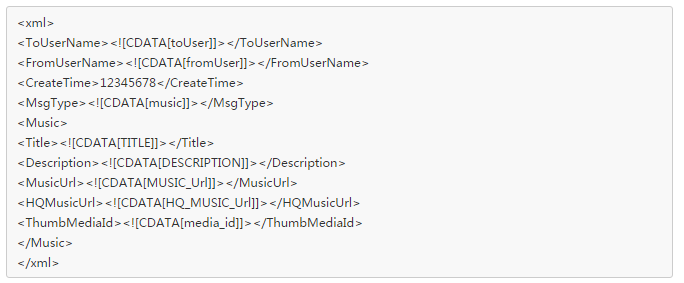 <xml>
<ToUserName><![CDATA[toUser]]></ToUserName>
<FromUserName><![CDATA[fromUser]]></FromUserName>
<CreateTime>12345678</CreateTime>
<MsgType><![CDATA[music]]></MsgType>
<Music>
<Title><![CDATA[TITLE]]></Title>
<Description><![CDATA[DESCRIPTION]]></Description>
<MusicUrl><![CDATA[MUSIC_Url]]></MusicUrl>
<HQMusicUrl><![CDATA[HQ_MUSIC_Url]]></HQMusicUrl>
<ThumbMediaId><![CDATA[media_id]]></ThumbMediaId>
</Music>
</xml>